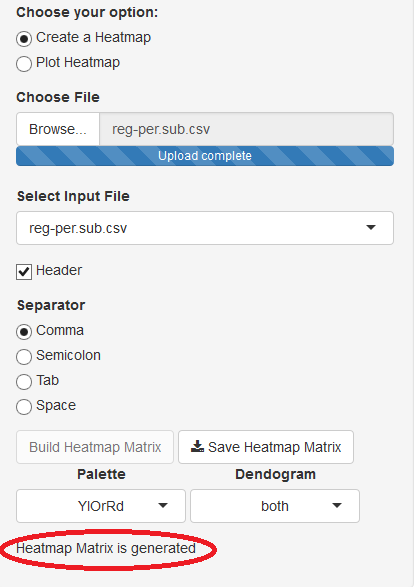 Choose your option:
Create a Heatmap
Plot Heatmap
Choose File
Browse... reg-per.sub.csv
Upload complete
Select Input File
reg-per.sub.csv
Header
Separator
Comma
Semicolon
Tab
Space
Build Heatmap Matrix Save Heatmap Matrix
Palette Dendogram
YlOrRd both
Heatmap Matrix is generated